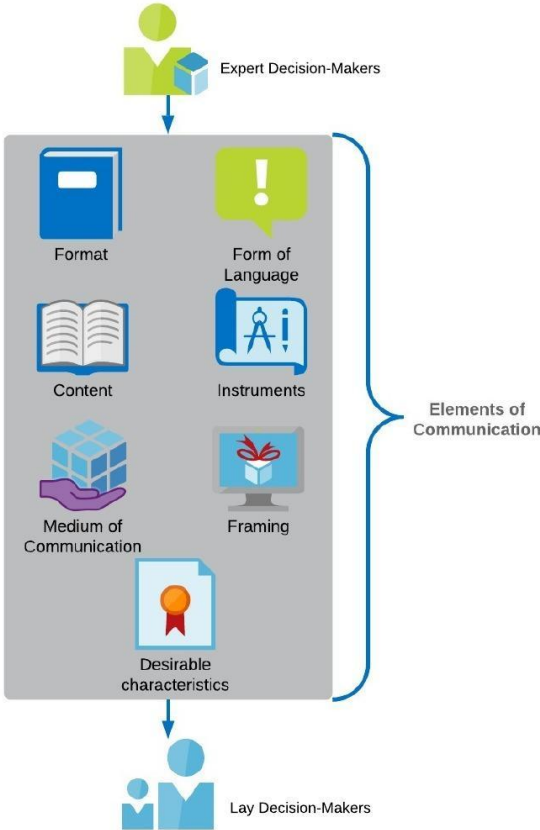 Expert Decision-Makers
Format
Form of
Language
Content
Instruments
Elements of
Communication
Medium of
Communication
Framing
Desirable
characteristics
Lay Decision-Makers